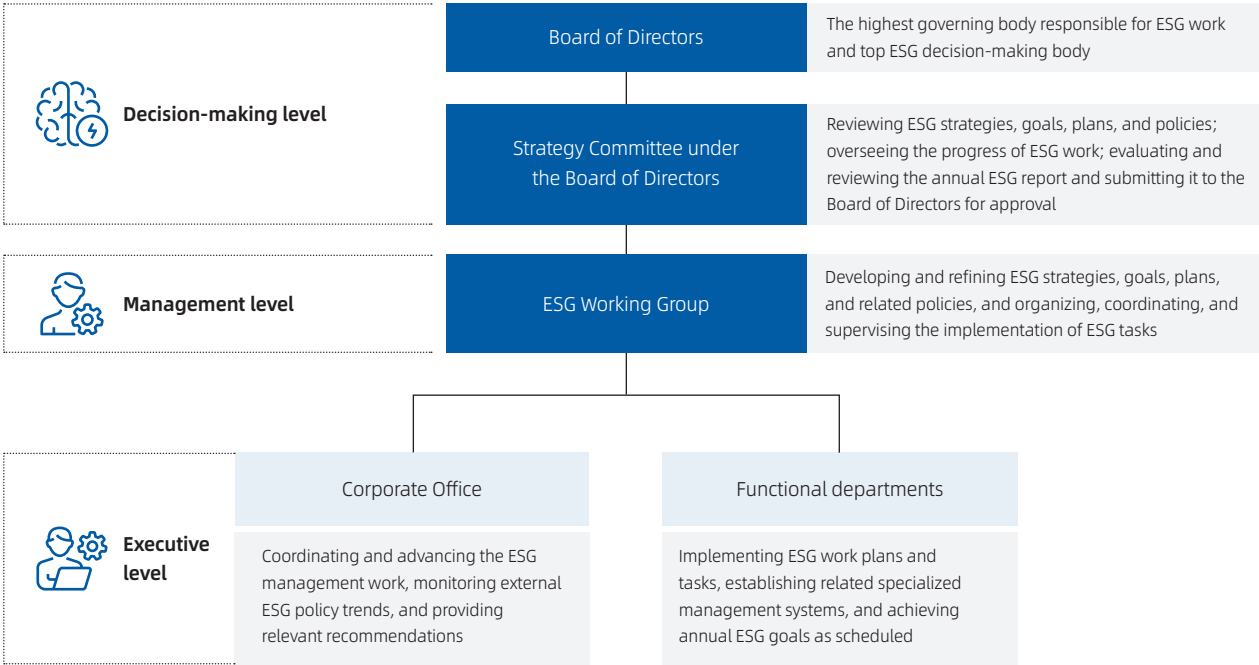 Decision-making level
Board of Directors
The highest governing body responsible for ESG work
and top ESG decision-making body
Strategy Committee under
the Board of Directors
Reviewing ESG strategies, goals, plans, and policies;
overseeing the progress of ESG work; evaluating and
reviewing the annual ESG report and submitting it to the
Board of Directors for approval
Management level
ESG Working Group
Developing and refining ESG strategies, goals, plans,
and related policies, and organizing, coordinating, and
supervising the implementation of ESG tasks
Executive
level
Corporate Office
Coordinating and advancing the ESG
management work, monitoring external
ESG policy trends, and providing
relevant recommendations
Functional departments
Implementing ESG work plans and
tasks, establishing related specialized
management systems, and achieving
annual ESG goals as scheduled